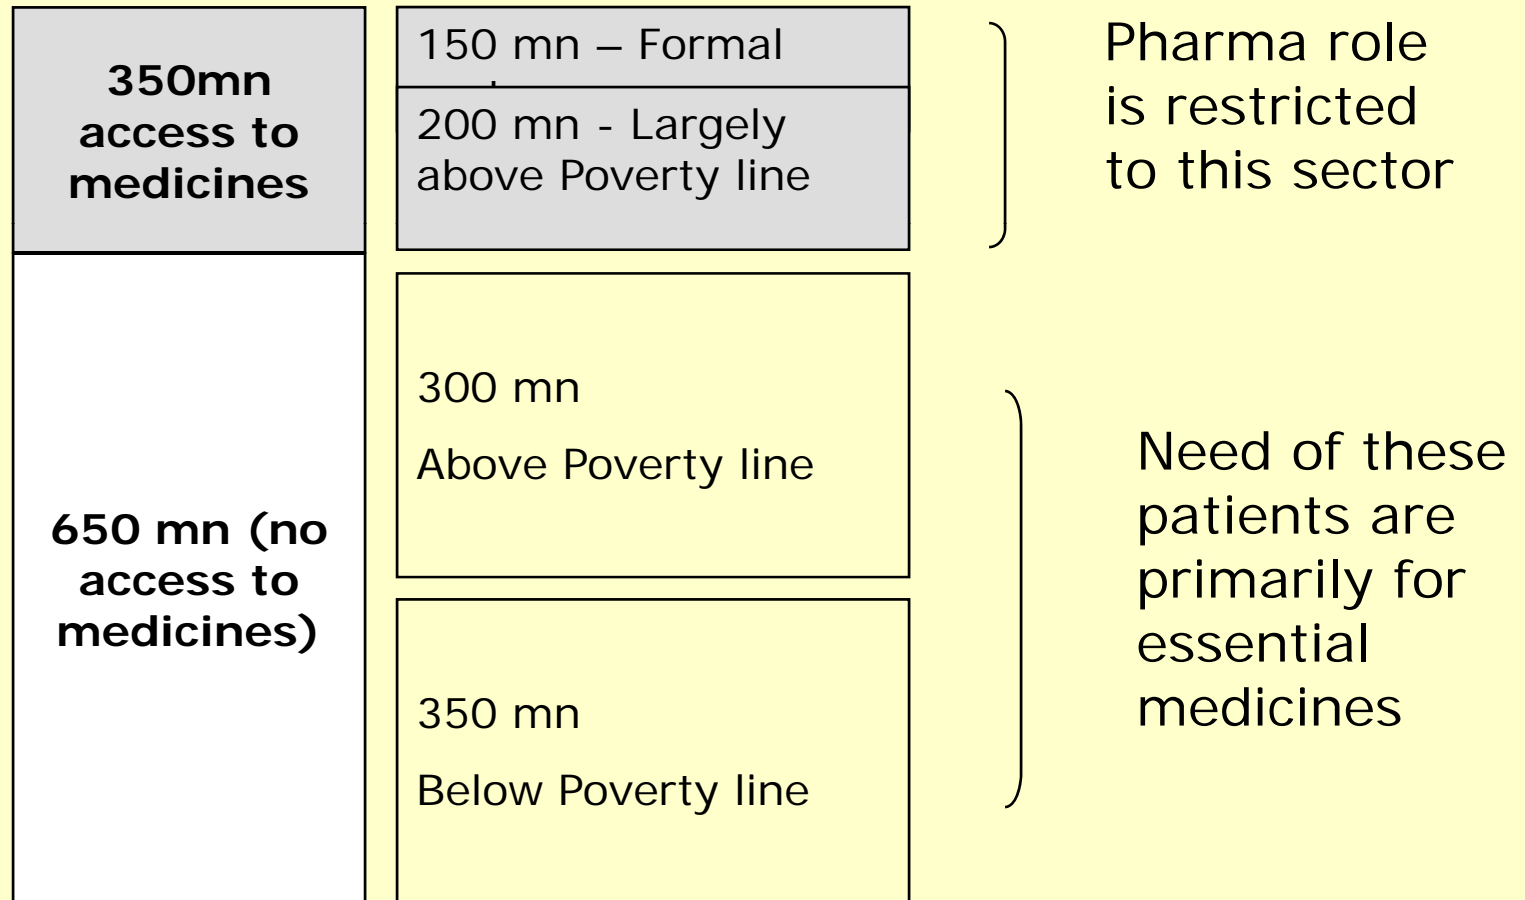 350mn
access to
medicines
150 mn – Formal
200 mn - Largely
above Poverty line
Pharma role
is restricted
to this sector
650 mn (no
access to
medicines)
300 mn
Above Poverty line
350 mn
Below Poverty line
Need of these
patients are
primarily for
essential
medicines